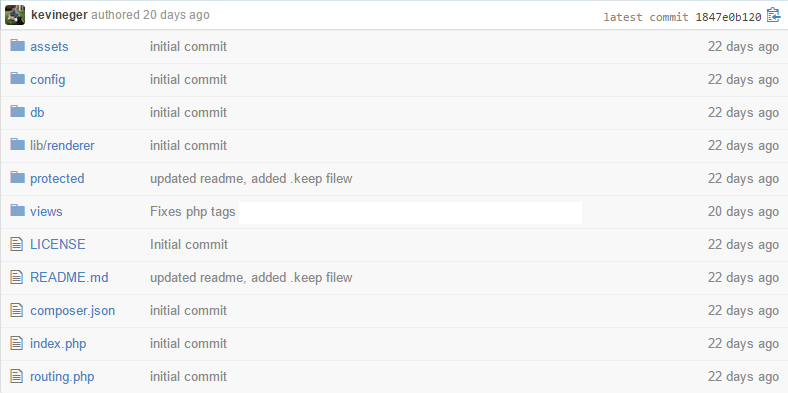 kevineger authored 20 days ago latest commit 1847e0b120
assets initial commit 22 days ago
config initial commit 22 days ago
db initial commit 22 days ago
lib/renderer initial commit 22 days ago
protected updated readme, added .keep filew 22 days ago
views Fixes php tags 20 days ago
LICENSE Initial commit 22 days ago
README.md updated readme, added .keep filew 22 days ago
composer.json initial commit 22 days ago
index.php initial commit 22 days ago
routing.php initial commit 22 days ago